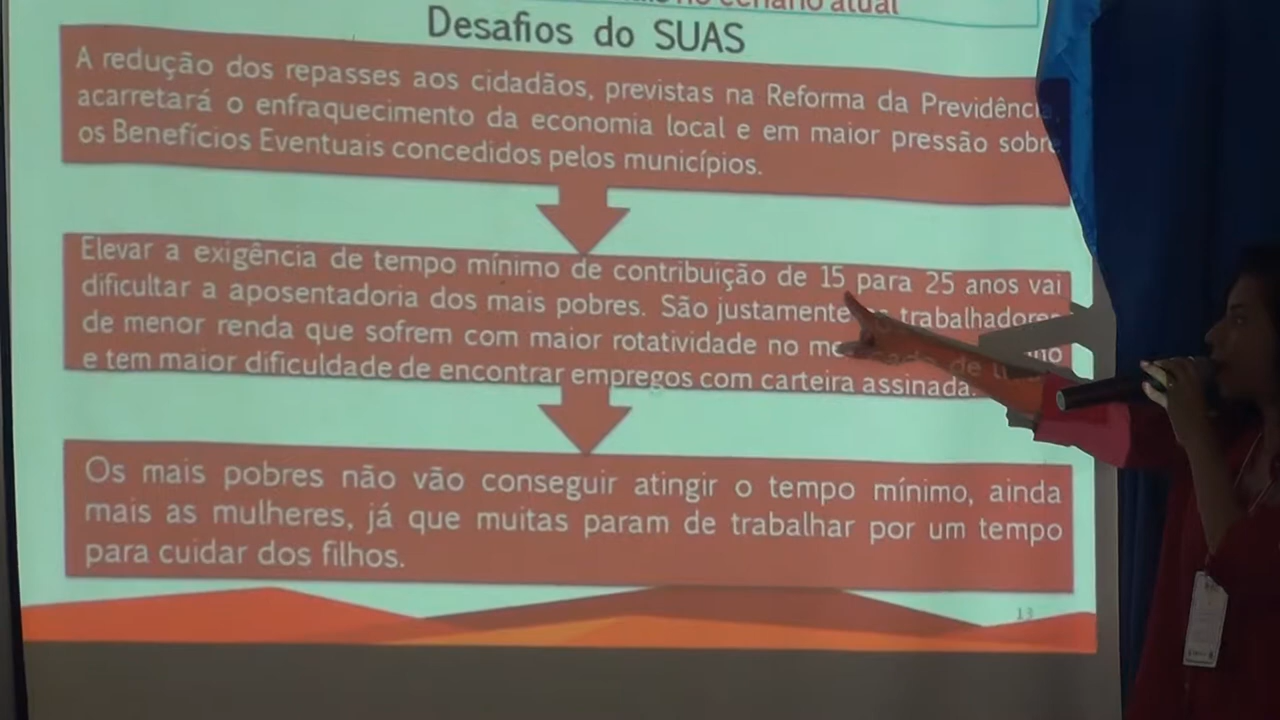 no cenário atual
Desafios do SUAS
A redução dos repasses aos cidadãos, previstas na Reforma da Previdência,
acarretará o enfraquecimento da economia local e em maior pressão sobre
os Benefícios Eventuais concedidos pelos municípios.
Elevar a exigência de tempo mínimo de contribuição de 15 para 25 anos vai
dificultar a aposentadoria dos mais pobres. São justamente trabalhadores
de menor renda que sofrem com maior rotatividade no de
e tem maior dificuldade de encontrar empregos com carteira assinada.
Os mais pobres não vão conseguir atingir o tempo mínimo, ainda
mais as mulheres, já que muitas param de trabalhar por um tempo
para cuidar dos filhos.
13